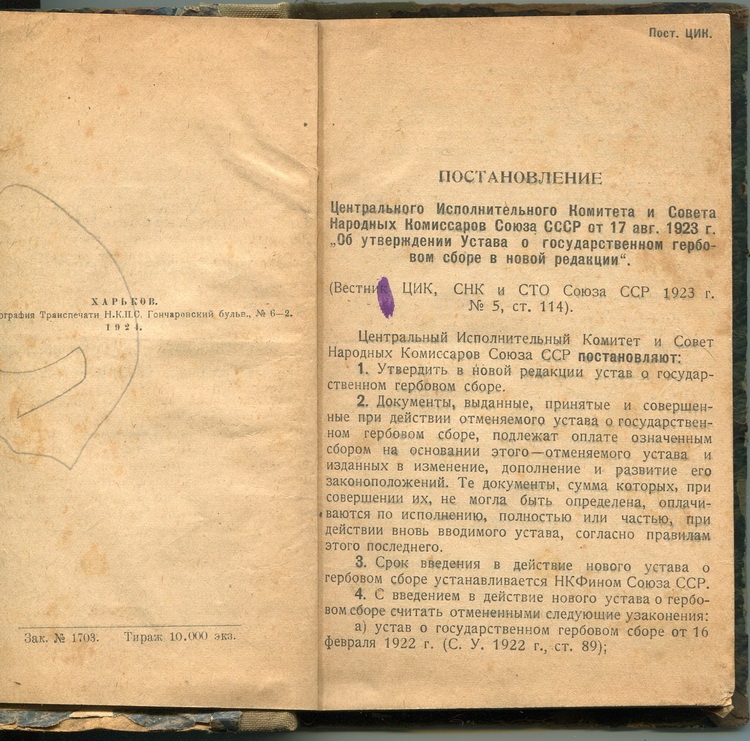 ХАРЬКОВ.
ография Транспечати Н.К.П.С. Гончаровский бульв., № 6—2.
1924.
Зак. № 1703. Тираж 10.000 экз.
Пост. ЦИК.
ПОСТАНОВЛЕНИЕ
Центрального Исполнительного Комитета и Совета
Народных Комиссаров Союза СССР от 17 авг. 1923 г.
„Об утверждении Устава о государственном гербо-
вом сборе в новой редакции“.
(Вестник ЦИК, СНК и СТО Союза ССР 1923 г.
№ 5, ст. 114).
Центральный Исполнительный Комитет и Совет
Народных Комиссаров Союза ССР постановляют:
1. Утвердить в новой редакции устав о государ-
ственном гербовом сборе.
2. Документы, выданные, принятые и совершен-
ные при действии отменяемого устава о государствен-
ном гербовом сборе, подлежат оплате означенным
сбором на основании этого—отменяемого устава и
изданных в изменение, дополнение и развитие его
законоположений. Те документы, сумма которых, при
совершении их, не могла быть определена, оплачи-
ваются по исполнению, полностью или частью, при
действии вновь вводимого устава, согласно правилам
этого последнего.
3. Срок введения в действие нового устава о
гербовом сборе устанавливается НКФином Союза ССР.
4. С введением в действие нового устава о гербо-
вом сборе считать отмененными следующие узаконения:
а) устав о государственном гербовом сборе от 16
февраля 1922 г. (С. У. 1922 г., ст. 89);